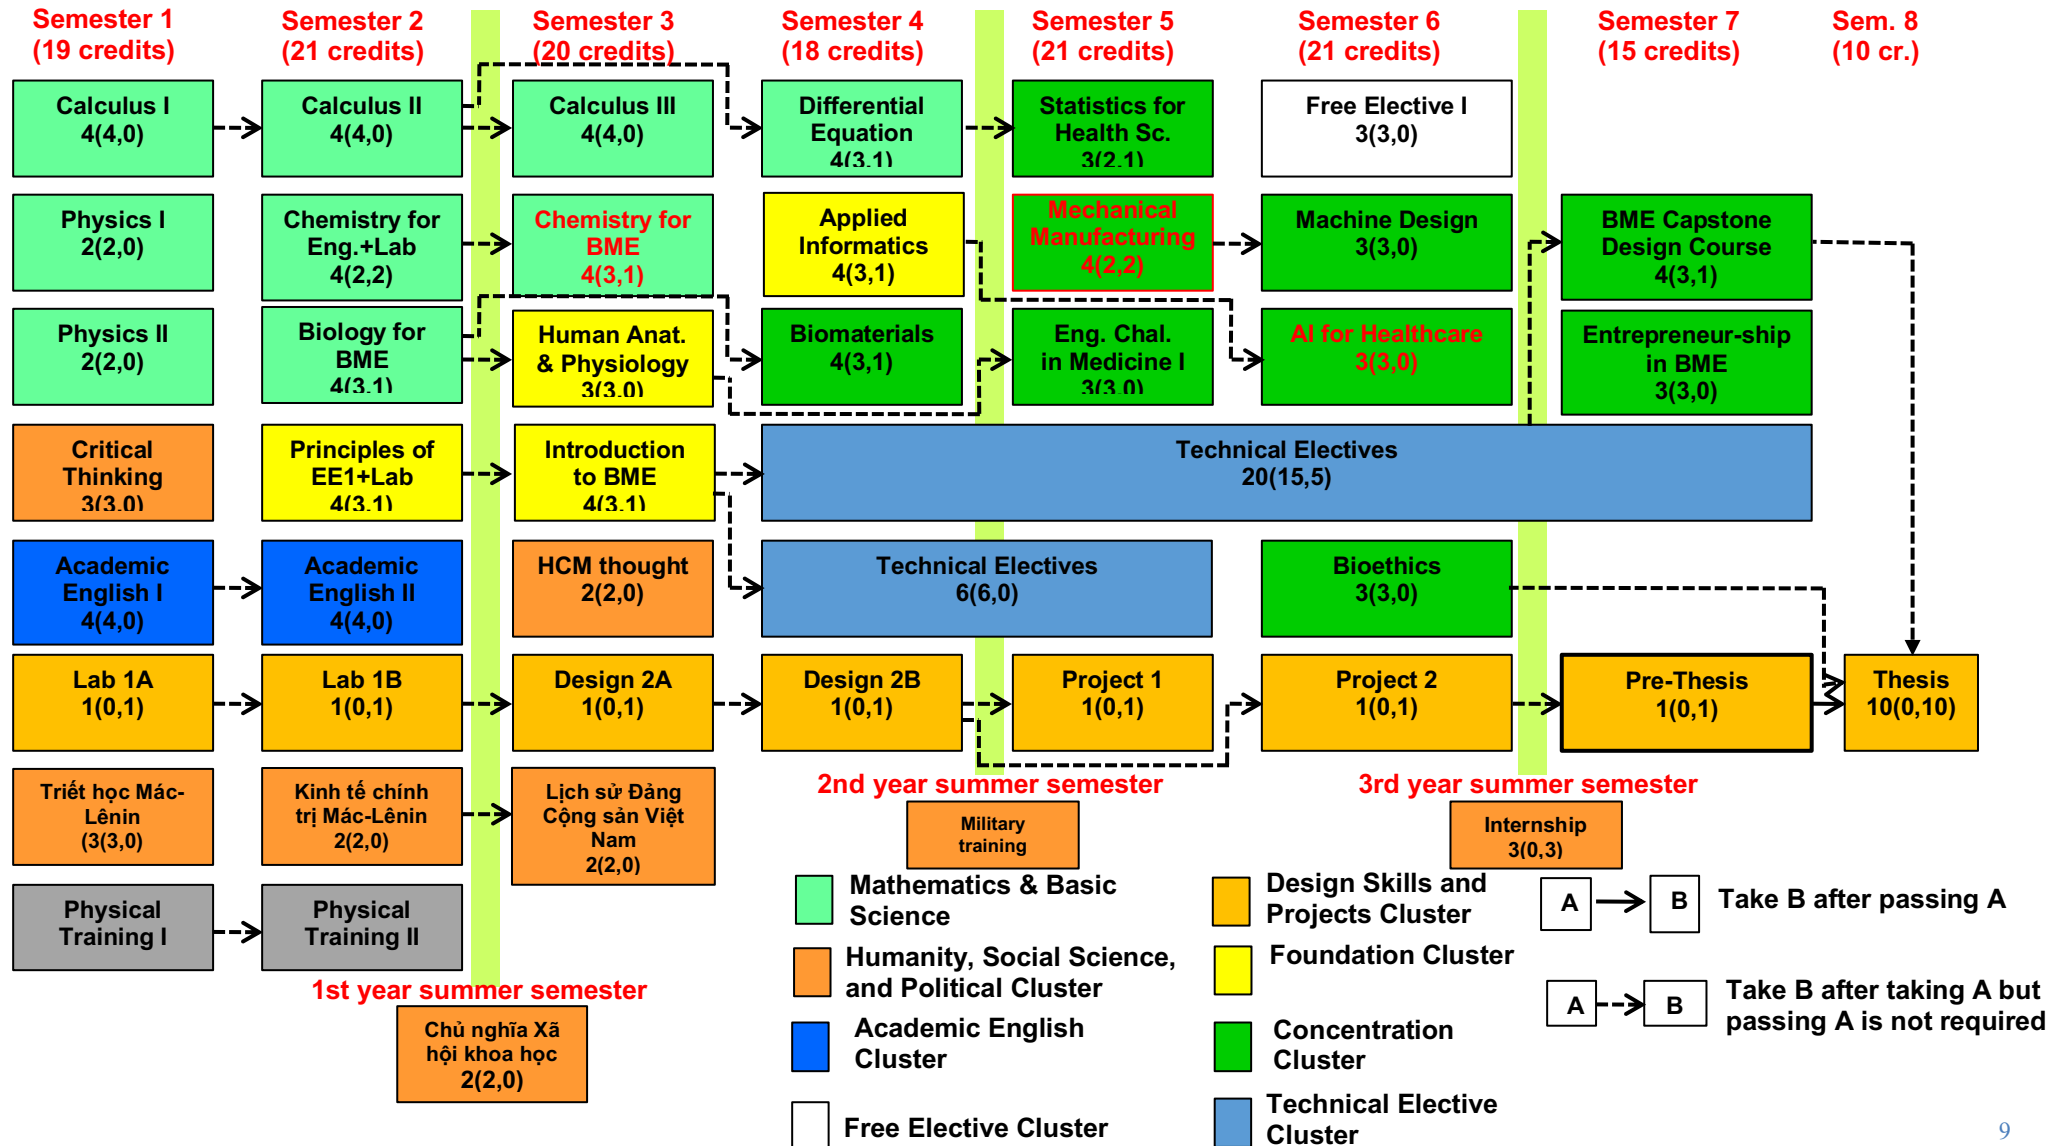 Semester 1
(19 credits)
Semester 2
(21 credits)
Semester 3
(20 credits)
Semester 4
(18 credits)
Semester 5
(21 credits)
Semester 6
(21 credits)
Semester 7
(15 credits)
Sem. 8
(10 cr.)
Calculus I
4(4,0)
Calculus II
4(4,0)
Calculus III
4(4,0)
Differential
Equation
4(3,1)
Statistics for
Health Sc.
3(2,1)
Free Elective I
3(3,0)
Physics I
2(2,0)
Chemistry for
Eng.+Lab
4(2,2)
Chemistry for
BME
4(3,1)
Applied
Informatics
4(3,1)
Mechanical
Manufacturing
4(2,2)
Machine Design
3(3,0)
BME Capstone
Design Course
4(3,1)
Physics II
2(2,0)
Biology for
BME
4(3,1)
Human Anat.
& Physiology
3(3,0)
Biomaterials
4(3,1)
Eng. Chal.
in Medicine I
3(3,0)
AI for Healthcare
3(3,0)
Entrepreneur-ship
in BME
3(3,0)
Critical
Thinking
3(3,0)
Principles of
EE1+Lab
4(3,1)
Introduction
to BME
4(3,1)
Technical Electives
20(15,5)
Academic
English I
4(4,0)
Academic
English II
4(4,0)
HCM thought
2(2,0)
Technical Electives
6(6,0)
Bioethics
3(3,0)
Lab 1A
1(0,1)
Lab 1B
1(0,1)
Design 2A
1(0,1)
Design 2B
1(0,1)
Project 1
1(0,1)
Project 2
1(0,1)
Pre-Thesis
1(0,1)
Thesis
10(0,10)
Triết học Mác-
Lênin
(3(3,0)
Kinh tế chính
trị Mác-Lênin
2(2,0)
Lịch sử Đảng
Cộng sản Việt
Nam
2(2,0)
2nd year summer semester
Military
training
3rd year summer semester
Internship
3(0,3)
Physical
Training I
Physical
Training II
1st year summer semester
Chủ nghĩa Xã
hội khoa học
2(2,0)
Mathematics & Basic
Science
Humanity, Social Science,
and Political Cluster
Academic English
Cluster
Free Elective Cluster
Design Skills and
Projects Cluster
Foundation Cluster
Concentration
Cluster
Technical Elective
Cluster
A
B
Take B after passing A
A
B
Take B after taking A but
passing A is not required
9